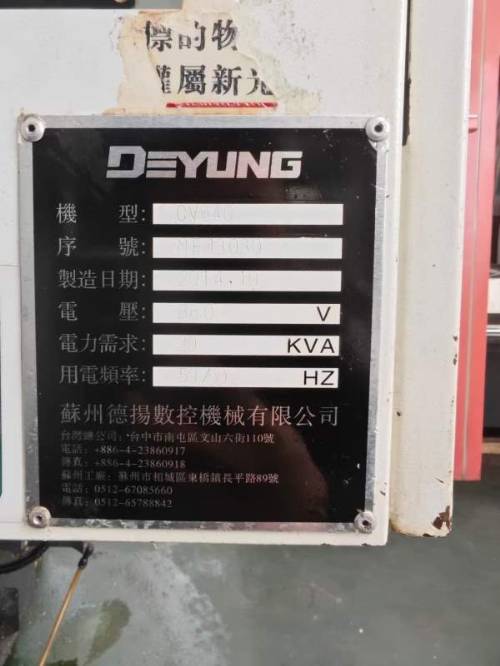 標的物
權屬新光
DEYUNG
機 型:
序 號:
製造日期:
電 壓: V
電力需求: KVA
用電頻率: HZ
蘇州德揚數控機械有限公司
台灣總公司: 台中市南屯區文山六街110號
電話: +886-4-23860917
傳真: +886-4-23860918
蘇州工廠: 蘇州市相城區東橋鎮長平路89號
電話: 0512-67085660
傳真: 0512-65788842